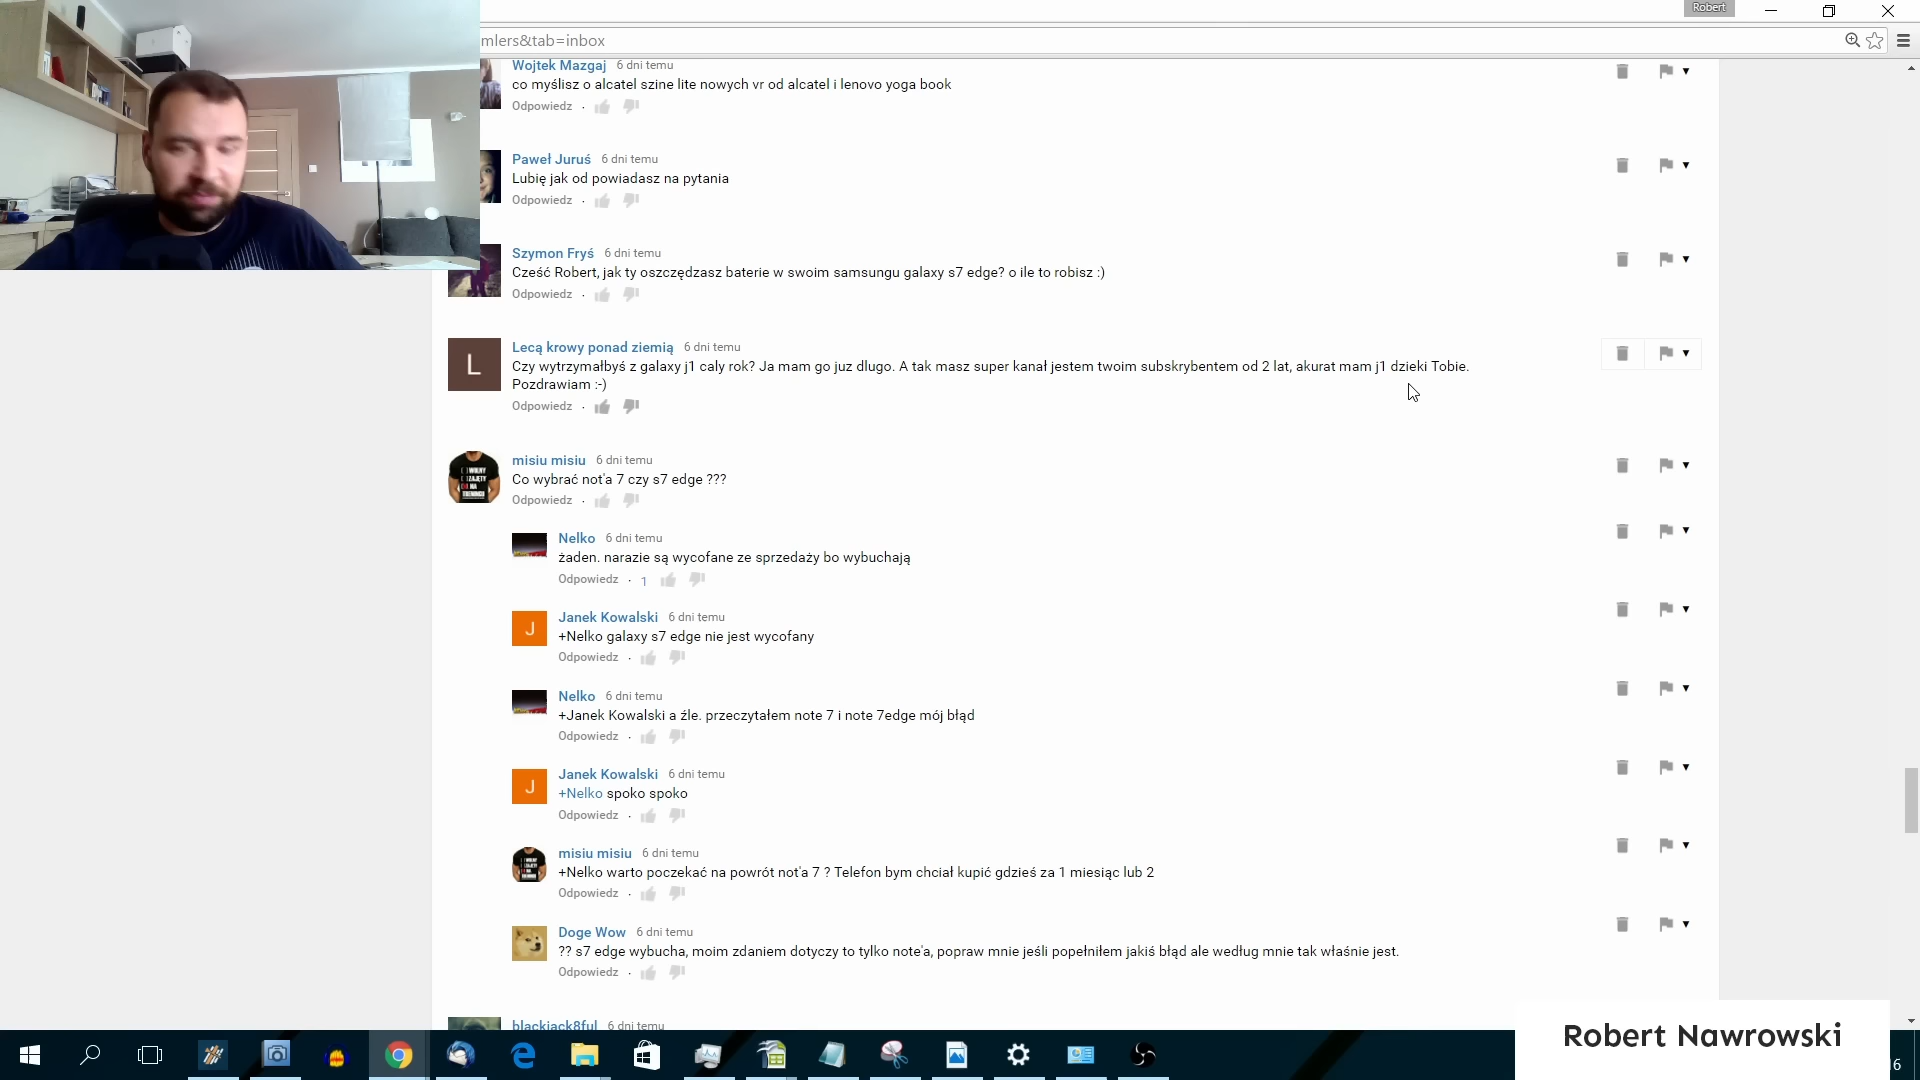 Robert
mlers&tab=inbox
Wojtek Mazgaj 6 dni temu
co myślisz o alcatel szine lite nowych vr od alcatel i lenovo yoga book
Odpowiedz ·
Paweł Juruś 6 dni temu
Lubię jak od powiadasz na pytania
Odpowiedz ·
Szymon Fryś 6 dni temu
Cześć Robert, jak ty oszczędzasz baterie w swoim samsungu galaxy s7 edge? o ile to robisz :)
Odpowiedz ·
L
Lecą krowy ponad ziemią 6 dni temu
Czy wytrzymałbyś z galaxy j1 caly rok? Ja mam go juz dlugo. A tak masz super kanał jestem twoim subskrybentem od 2 lat, akurat mam j1 dzieki Tobie.
Pozdrawiam :-)
Odpowiedz ·
misiu misiu 6 dni temu
Co wybrać not'a 7 czy s7 edge ???
Odpowiedz ·
Nelko 6 dni temu
żaden. narazie są wycofane ze sprzedaży bo wybuchają
Odpowiedz · 1
J
Janek Kowalski 6 dni temu
+Nelko galaxy s7 edge nie jest wycofany
Odpowiedz ·
Nelko 6 dni temu
+Janek Kowalski a źle. przeczytałem note 7 i note 7edge mój błąd
Odpowiedz ·
J
Janek Kowalski 6 dni temu
+Nelko spoko spoko
Odpowiedz ·
misiu misiu 6 dni temu
+Nelko warto poczekać na powrót not'a 7 ? Telefon bym chciał kupić gdzieś za 1 miesiąc lub 2
Odpowiedz ·
Doge Wow 6 dni temu
?? s7 edge wybucha, moim zdaniem dotyczy to tylko note'a, popraw mnie jeśli popełniłem jakiś błąd ale według mnie tak właśnie jest.
Odpowiedz ·
blackjack8ful 6 dni temu
Robert Nawrowski
16